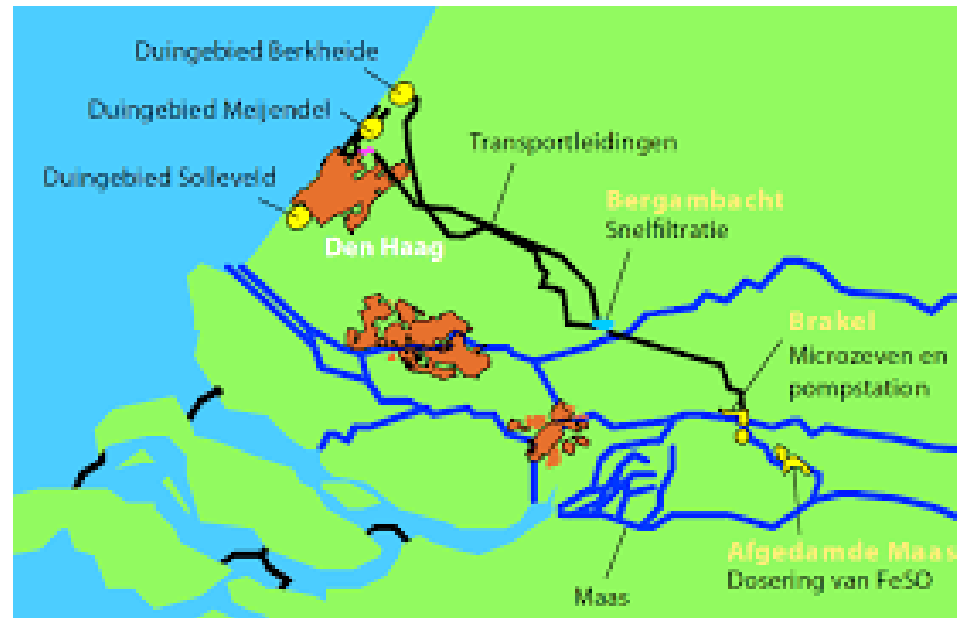 Duingebied Berkheide
Duingebied Meijendel
Duingebied Solleveld
Transportleidingen
Bergambacht
Snelfiltratie
Den Haag
Brakel
Microzeven en
pompstation
Afgedamde Maas
Dosering van FeSO
Maas